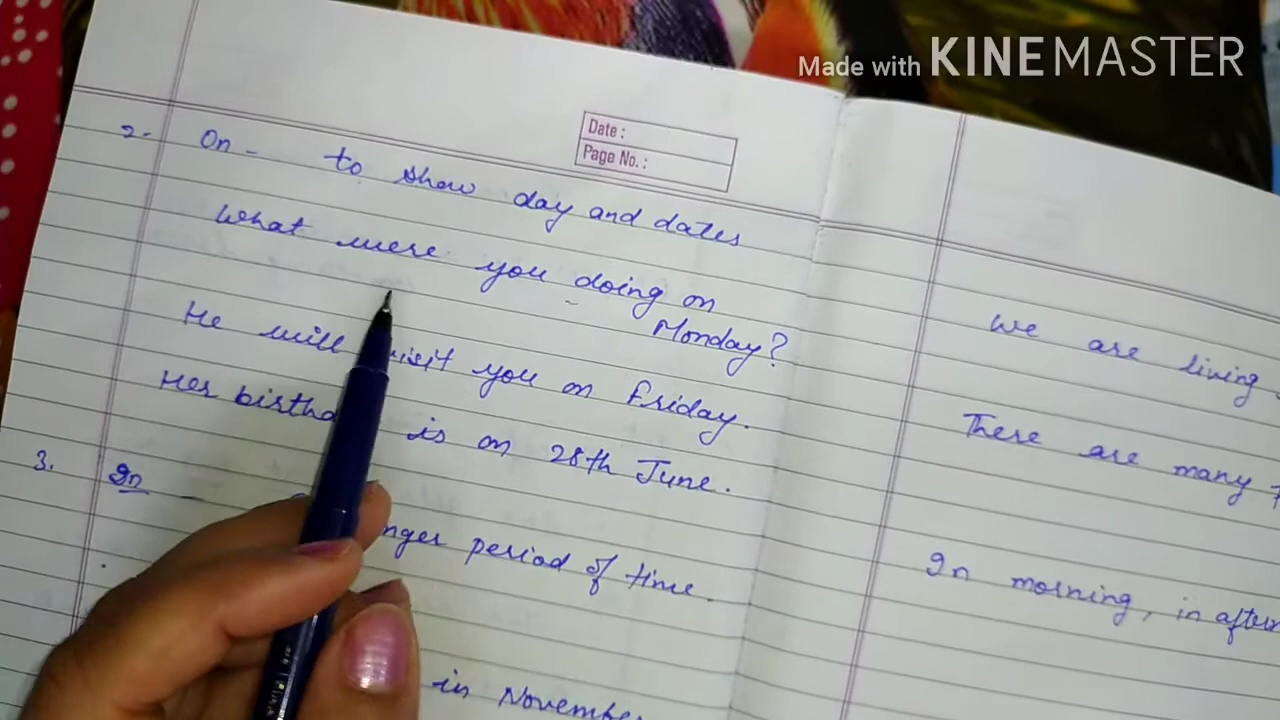 Made with KINEMASTER
Date :
Page No. :
2. On - to show day and dates
What were you doing on
Monday?
He will visit you on Friday.
Her birthday is on 28th June.
3. In -
nger period of time.
in November
We are living
There are many
In morning, in after